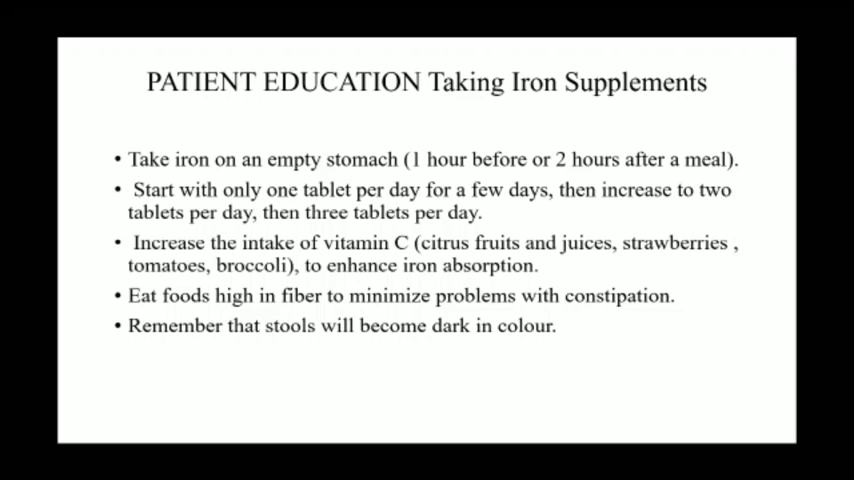 PATIENT EDUCATION Taking Iron Supplements
• Take iron on an empty stomach (1 hour before or 2 hours after a meal).
• Start with only one tablet per day for a few days, then increase to two
tablets per day, then three tablets per day.
• Increase the intake of vitamin C (citrus fruits and juices, strawberries ,
tomatoes, broccoli), to enhance iron absorption.
• Eat foods high in fiber to minimize problems with constipation.
• Remember that stools will become dark in colour.